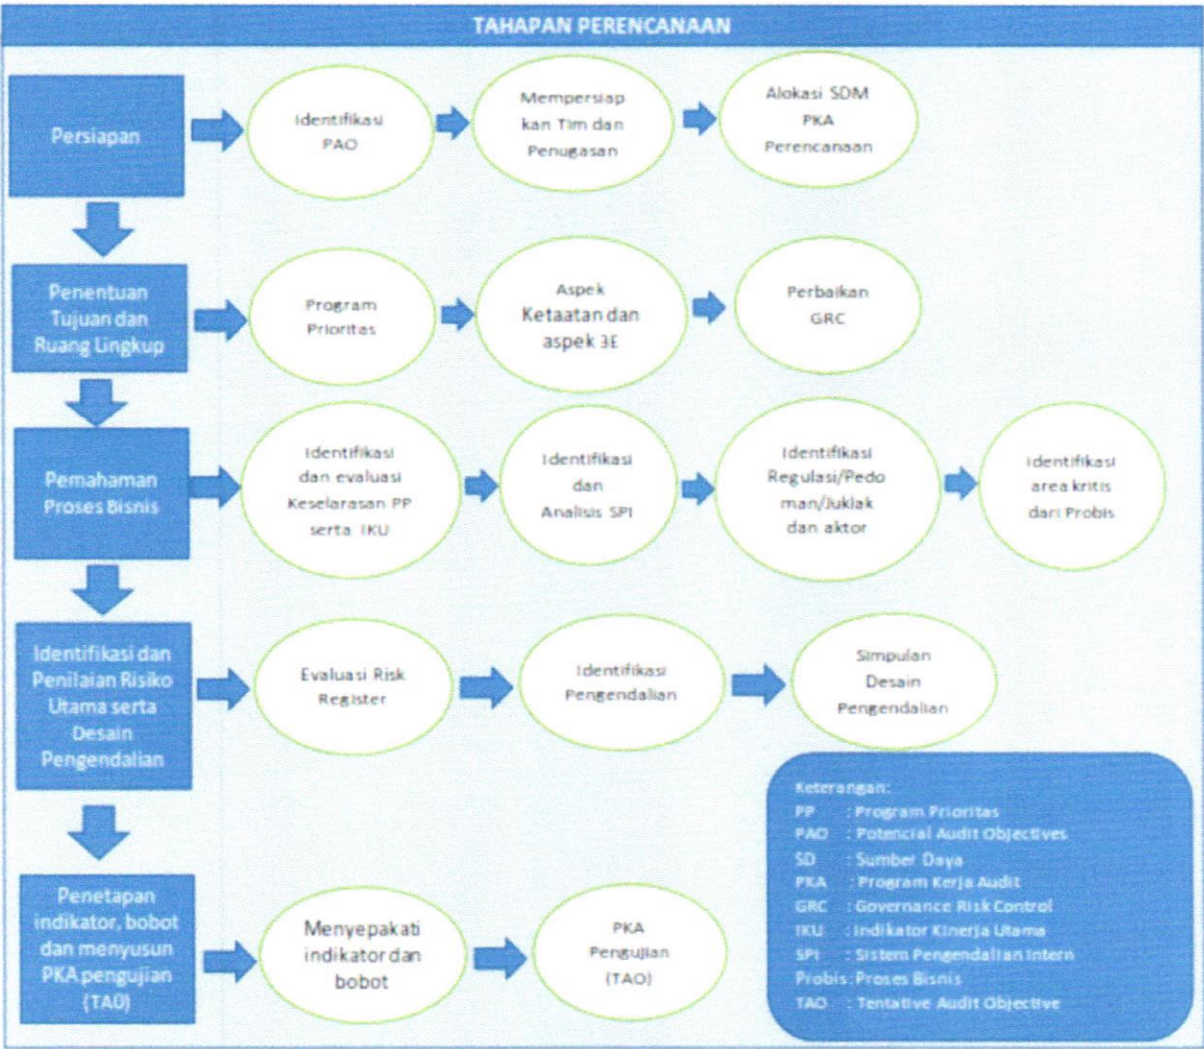 TAHAPAN PERENCANAAN
Persiapan
Identifikasi
PAO
Mempersiap
kan Tim dan
Penugasan
Alokasi SDM
PKA
Perencanaan
Penentuan
Tujuan dan
Ruang Lingkup
Program
Prioritas
Aspek
Ketaatan dan
aspek 3E
Perbaikan
GRC
Pemahaman
Proses Bisnis
Identifikasi
dan evaluasi
Keselarasan PP
serta IKU
Identifikasi
dan
Analisis SPI
Identifikasi
Regulasi/Pedo
man/Juklak
dan aktor
Identifikasi
area kritis
dari Probis
Identifikasi dan
Penilaian Risiko
Utama serta
Desain
Pengendalian
Evaluasi Risk
Register
Identifikasi
Pengendalian
Simpulan
Desain
Pengendalian
Penetapan
indikator, bobot
dan menyusun
PKA pengujian
(TAO)
Menyepakati
indikator dan
bobot
PKA
Pengujian
(TAO)
Keterangan:
PP : Program Prioritas
PAO : Potencial Audit Objectives
SD : Sumber Daya
PKA : Program Kerja Audit
GRC : Governance Risk Control
IKU : Indikator Kinerja Utama
SPI : Sistem Pengendalian Intern
Probis: Proses Bisnis
TAO : Tentative Audit Objective